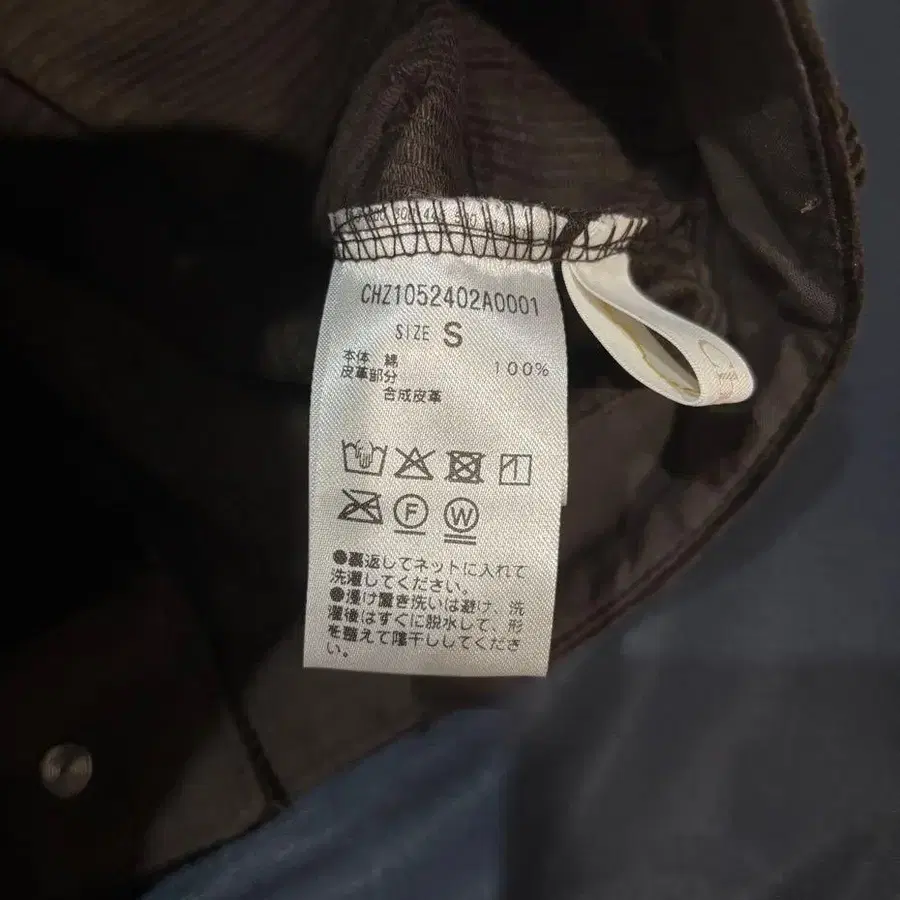 CHZ1052402A0001
SIZE S
本体 綿 100%
皮革部分
合成皮革
F W
●裏返してネットに入れて
洗濯してください。
●浸け置き洗いは避け、洗
濯後はすぐに脱水して、形
を整えて陰干ししてくださ
い。